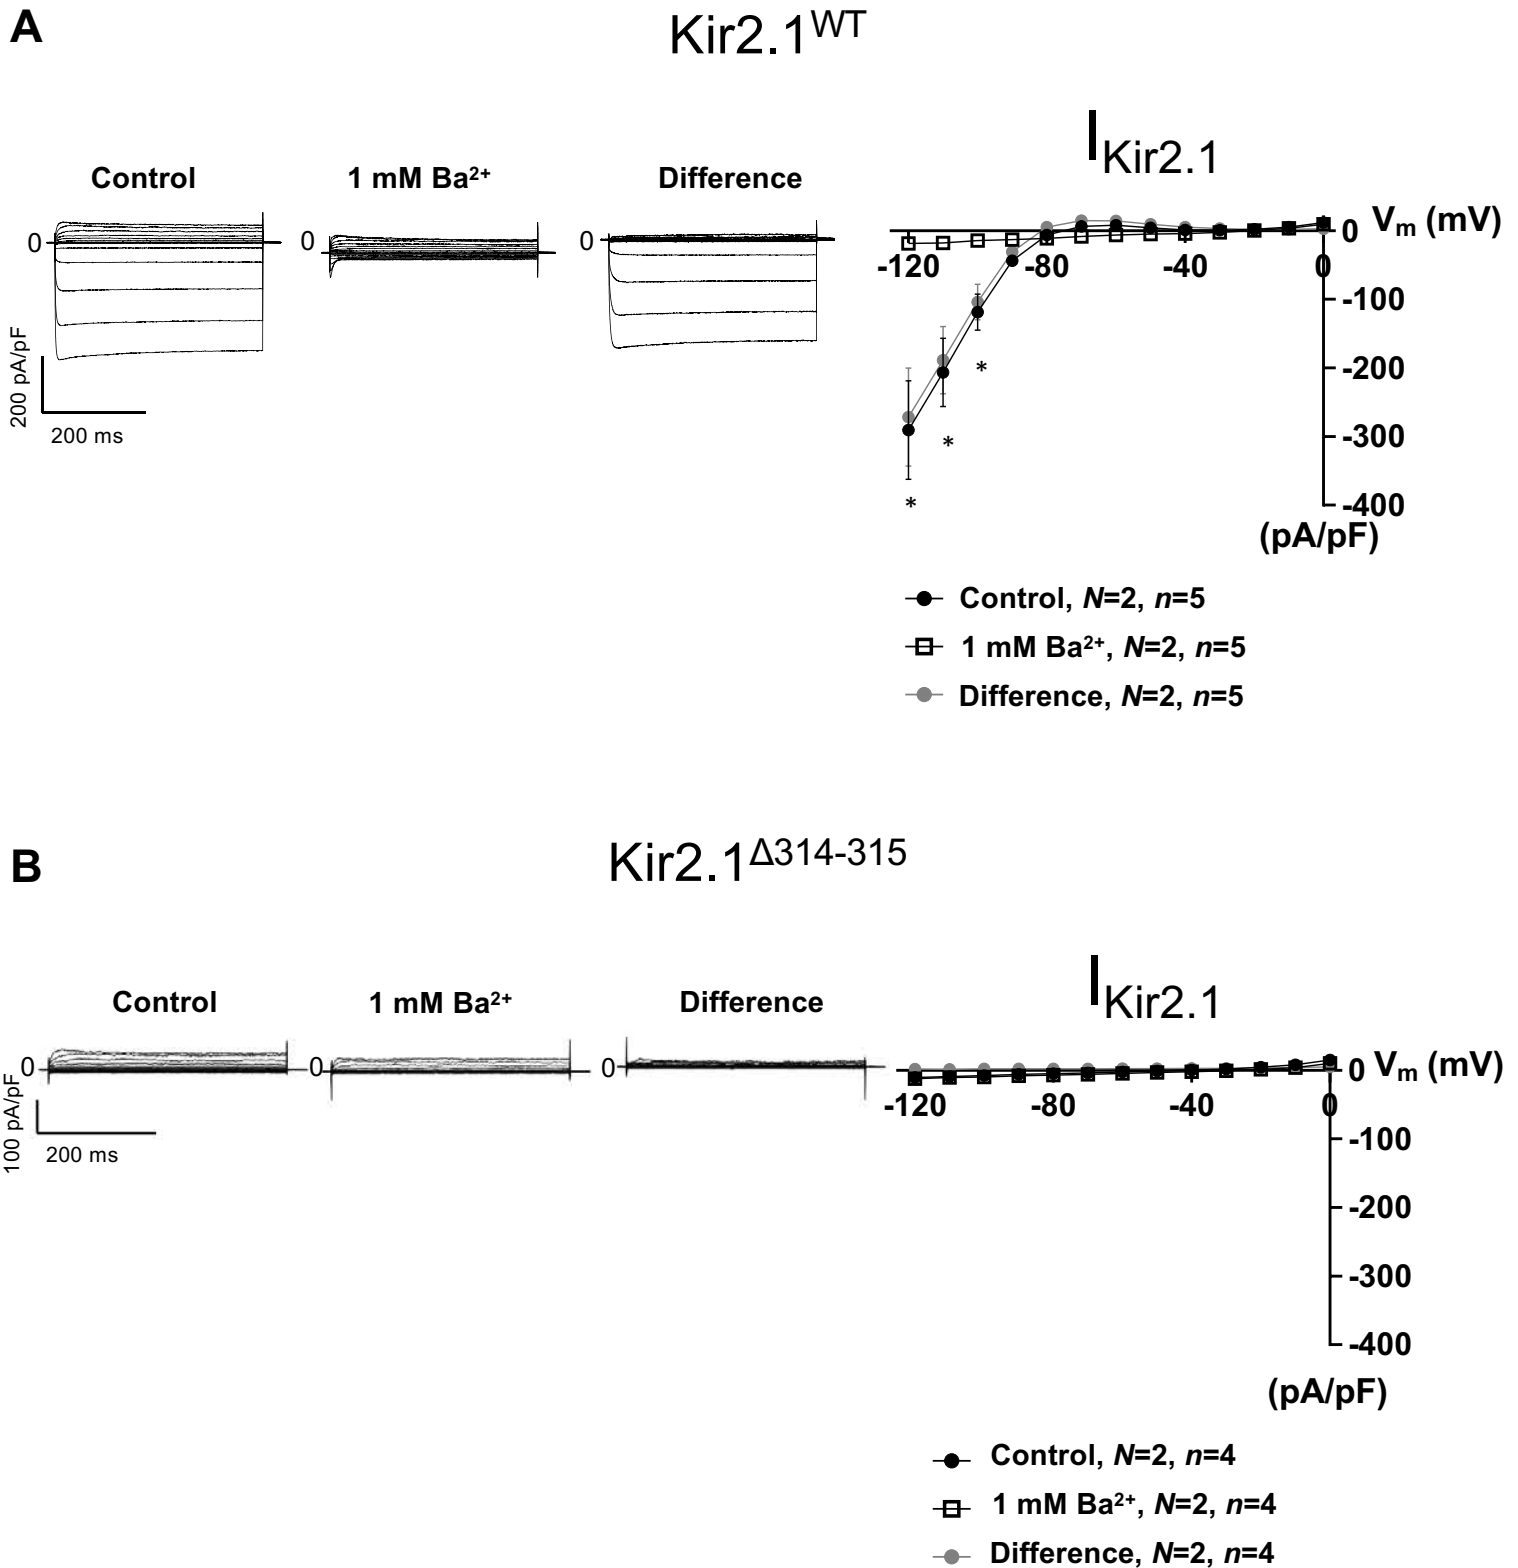 A
Kir2.1WT
Control
1 mM Ba2+
Difference
IKir2.1
0
0
0
200 pA/pF
200 ms
0 Vm (mV)
-120 -80 -40 0
-100
-200
*
-300
*
*
-400
(pA/pF)
Control, N=2, n=5
1 mM Ba2+, N=2, n=5
Difference, N=2, n=5
B
Kir2.1Δ314-315
Control
1 mM Ba2+
Difference
IKir2.1
0
0
0
100 pA/pF
200 ms
0 Vm (mV)
-120 -80 -40 0
-100
-200
-300
-400
(pA/pF)
Control, N=2, n=4
1 mM Ba2+, N=2, n=4
Difference, N=2, n=4